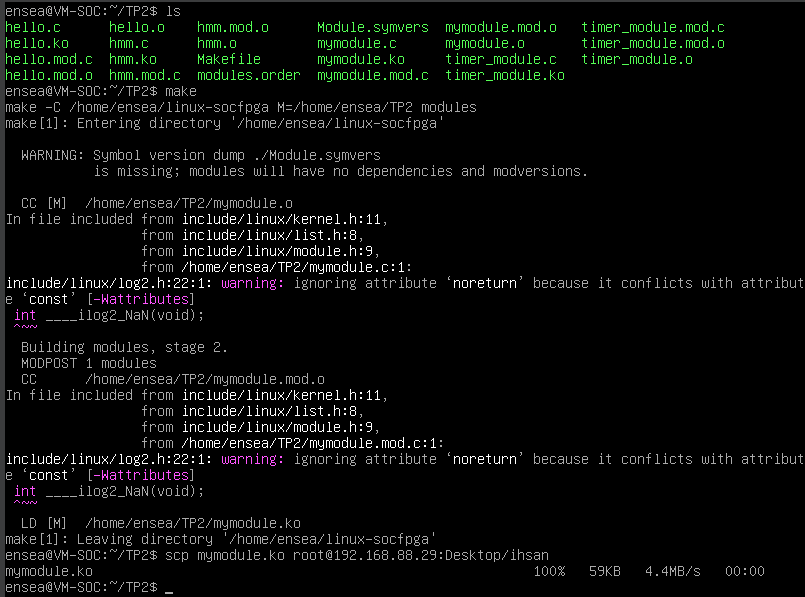 ensea@VM-SOC:~/TP2$ ls
hello.c      hello.o    hmm.mod.o      Module.symvers  mymodule.mod.o  timer_module.mod.c
hello.ko     hmm.c      hmm.o          mymodule.c      mymodule.o      timer_module.mod.o
hello.mod.c  hmm.ko     Makefile       mymodule.ko     timer_module.c  timer_module.o
hello.mod.o  hmm.mod.c  modules.order  mymodule.mod.c  timer_module.ko
ensea@VM-SOC:~/TP2$ make
make -C /home/ensea/linux-socfpga M=/home/ensea/TP2 modules
make[1]: Entering directory '/home/ensea/linux-socfpga'
WARNING: Symbol version dump ./Module.symvers
is missing; modules will have no dependencies and modversions.
CC [M]  /home/ensea/TP2/mymodule.o
In file included from include/linux/kernel.h:11,
from include/linux/list.h:8,
from include/linux/module.h:9,
from /home/ensea/TP2/mymodule.c:1:
include/linux/log2.h:22:1: warning: ignoring attribute ‘noreturn’ because it conflicts with attribut
e ‘const’ [-Wattributes]
int ____ilog2_NaN(void);
^~~
Building modules, stage 2.
MODPOST 1 modules
CC      /home/ensea/TP2/mymodule.mod.o
In file included from include/linux/kernel.h:11,
from include/linux/list.h:8,
from include/linux/module.h:9,
from /home/ensea/TP2/mymodule.mod.c:1:
include/linux/log2.h:22:1: warning: ignoring attribute ‘noreturn’ because it conflicts with attribut
e ‘const’ [-Wattributes]
int ____ilog2_NaN(void);
^~~
LD [M]  /home/ensea/TP2/mymodule.ko
make[1]: Leaving directory '/home/ensea/linux-socfpga'
ensea@VM-SOC:~/TP2$ scp mymodule.ko root@192.168.88.29:Desktop/ihsan
mymodule.ko                                                       100%   59KB   4.4MB/s   00:00
ensea@VM-SOC:~/TP2$ _